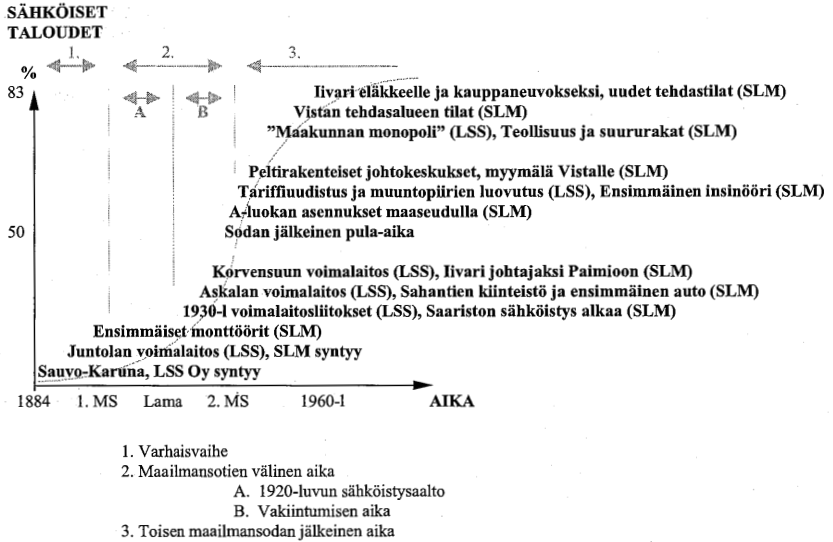 SÄHKÖISET
TALOUDET
1. 2. 3.
%
83
A B
Iivari eläkkeelle ja kauppaneuvokseksi, uudet tehdastilat (SLM)
Vistan tehdasalueen tilat (SLM)
”Maakunnan monopoli” (LSS), Teollisuus ja suururakat (SLM)
Peltirakenteiset johtokeskukset, myymälä Vistalle (SLM)
Tariffiuudistus ja muuntopiirien luovutus (LSS), Ensimmäinen insinööri (SLM)
A-luokan asennukset maaseudulla (SLM)
50
Sodan jälkeinen pula-aika
Korvensuun voimalaitos (LSS), Iivari johtajaksi Paimioon (SLM)
Askalan voimalaitos (LSS), Sahantien kiinteistö ja ensimmäinen auto (SLM)
1930-l voimalaitosliitokset (LSS), Saariston sähköistys alkaa (SLM)
Ensimmäiset monttöörit (SLM)
Juntolan voimalaitos (LSS), SLM syntyy
Sauvo-Karuna, LSS Oy syntyy
1884 1. MS Lama 2. MS 1960-l AIKA
1. Varhaisvaihe
2. Maailmansotien välinen aika
A. 1920-luvun sähköistysaalto
B. Vakiintumisen aika
3. Toisen maailmansodan jälkeinen aika